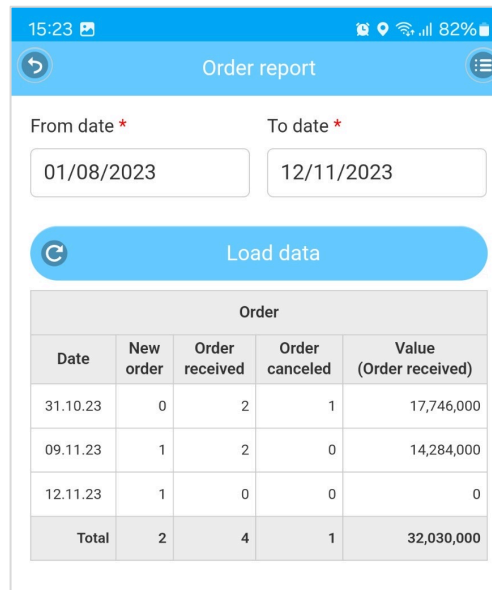 15:23 82%
Order report
From date * To date *
01/08/2023 12/11/2023
Load data
Order
Date New order Order received Order canceled Value (Order received)
31.10.23 0 2 1 17,746,000
09.11.23 1 2 0 14,284,000
12.11.23 1 0 0 0
Total 2 4 1 32,030,000